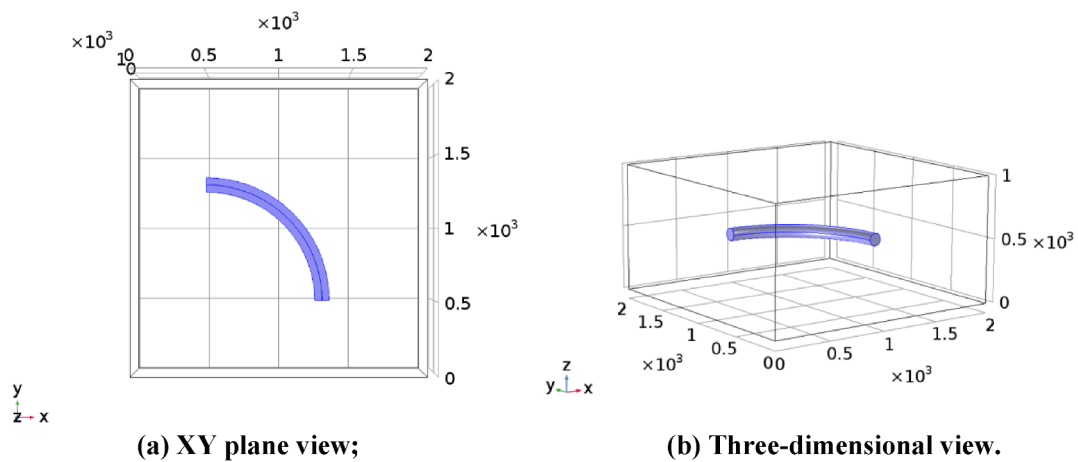 ×10³
×10³ 0 0.5 1 1.5 2
1 0
2
1.5
1 ×10³
0.5
0
y
z x
(a) XY plane view;
1
0.5 ×10³
0
2 1.5 1 0.5 0
×10³
0 0.5 1 1.5 2
×10³
z
y x
(b) Three-dimensional view.